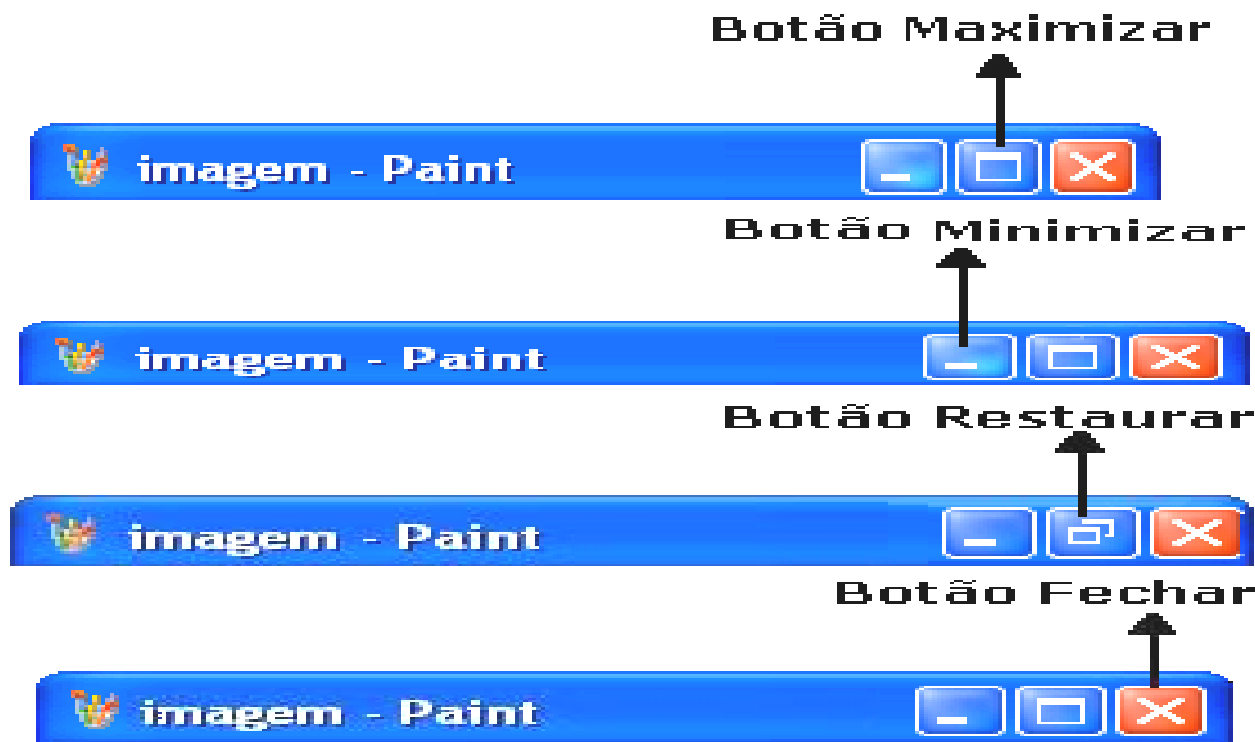 Botão Maximizar
imagem - Paint
Botão Minimizar
imagem - Paint
Botão Restaurar
imagem - Paint
Botão Fechar
imagem - Paint